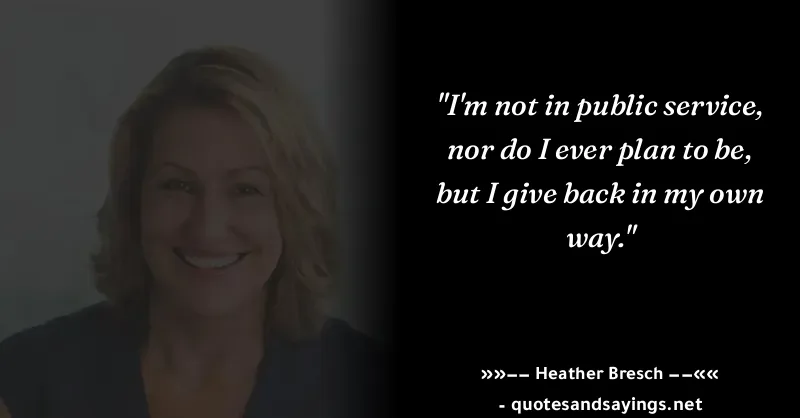 "I'm not in public service,
nor do I ever plan to be,
but I give back in my own
way."
»»−− Heather Bresch −−««
- quotesandsayings.net